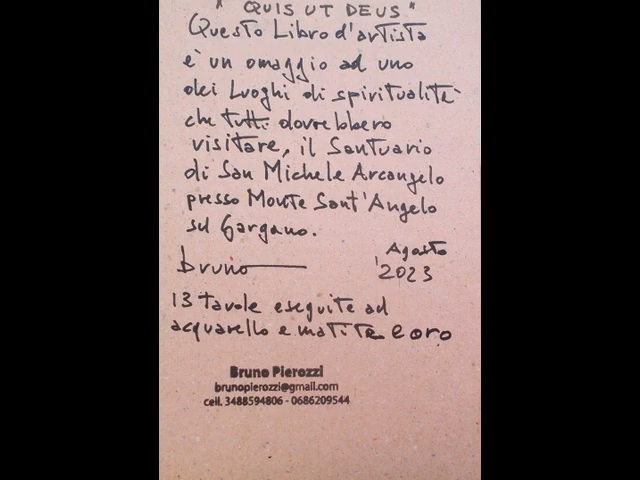 "QUIS UT DEUS"
Questo Libro d'artista
è un omaggio ad uno
dei Luoghi di spiritualità
che tutti dovrebbero
visitare, il Santuario
di San Michele Arcangelo
presso Monte Sant'Angelo
sul Gargano.
bruno
Agosto
'2023
13 tavole eseguite ad
acquarello e matita e oro
Bruno Pierozzi
brunopierozzi@gmail.com
cell. 3488594806 - 0686209544